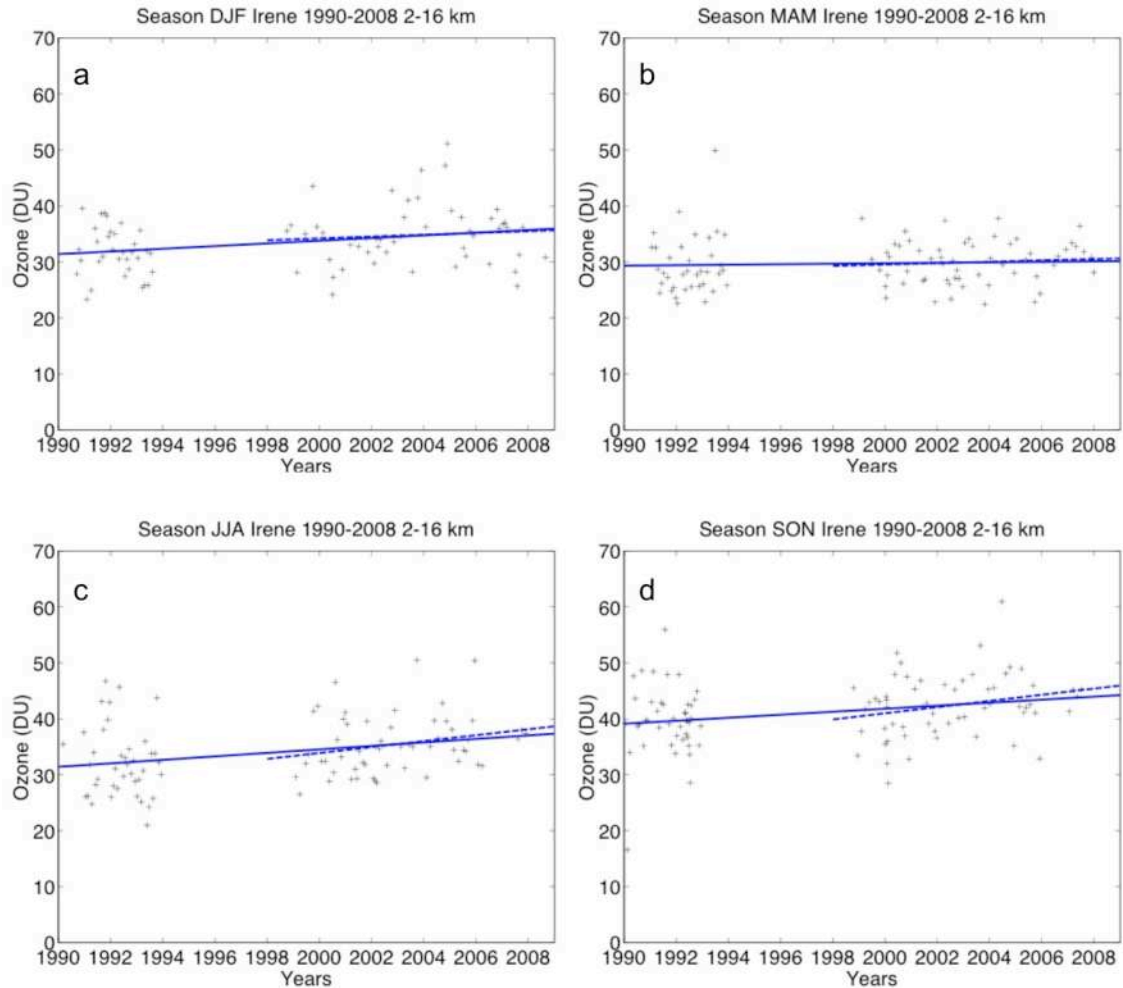 Season DJF Irene 1990-2008 2-16 km
70
60
50
40
30
20
10
0
Ozone (DU)
a
1990 1992 1994 1996 1998 2000 2002 2004 2006 2008
Years
Season MAM Irene 1990-2008 2-16 km
70
60
50
40
30
20
10
0
Ozone (DU)
b
1990 1992 1994 1996 1998 2000 2002 2004 2006 2008
Years
Season JJA Irene 1990-2008 2-16 km
70
60
50
40
30
20
10
0
Ozone (DU)
c
1990 1992 1994 1996 1998 2000 2002 2004 2006 2008
Years
Season SON Irene 1990-2008 2-16 km
70
60
50
40
30
20
10
0
Ozone (DU)
d
1990 1992 1994 1996 1998 2000 2002 2004 2006 2008
Years